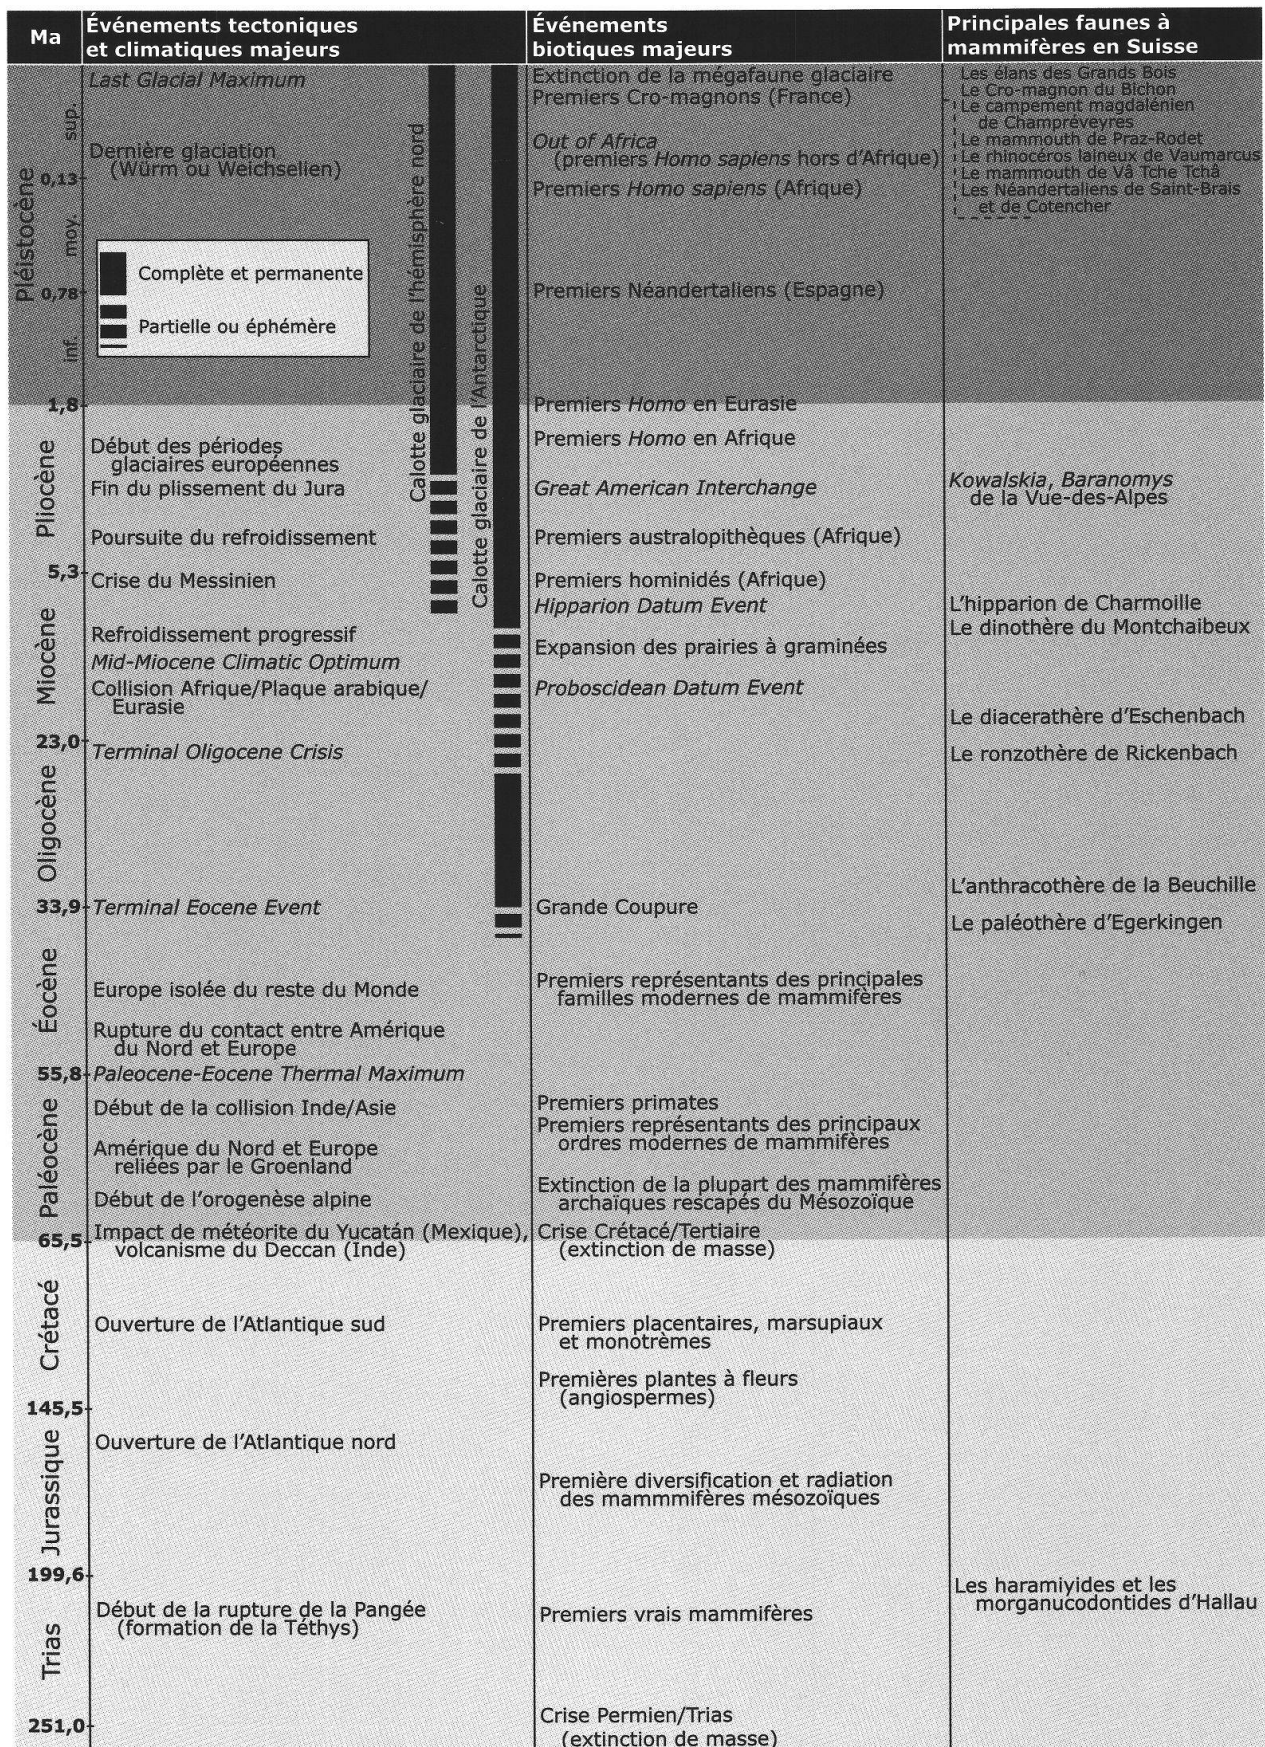 Ma
Événements tectoniques
et climatiques majeurs
Événements
biotiques majeurs
Principales faunes à
mammifères en Suisse
Pléistocène
sup.
0,13
moy.
0,78
inf.
1,8
Pliocène
5,3
Miocène
23,0
Oligocène
33,9
Éocène
55,8
Paléocène
65,5
Crétacé
145,5
Jurassique
199,6
Trias
251,0
Last Glacial Maximum
Dernière glaciation
(Würm ou Weichselien)
Complète et permanente
Partielle ou éphémère
Début des périodes
glaciaires européennes
Fin du plissement du Jura
Poursuite du refroidissement
Crise du Messinien
Refroidissement progressif
Mid-Miocene Climatic Optimum
Collision Afrique/Plaque arabique/
Eurasie
Terminal Oligocene Crisis
Terminal Eocene Event
Europe isolée du reste du Monde
Rupture du contact entre Amérique
du Nord et Europe
Paleocene-Eocene Thermal Maximum
Début de la collision Inde/Asie
Amérique du Nord et Europe
reliées par le Groenland
Début de l'orogenèse alpine
Impact de météorite du Yucatán (Mexique),
volcanisme du Deccan (Inde)
Ouverture de l'Atlantique sud
Ouverture de l'Atlantique nord
Début de la rupture de la Pangée
(formation de la Téthys)
Calotte glaciaire de l'hémisphère nord
Calotte glaciaire de l'Antarctique
Extinction de la mégafaune glaciaire
Premiers Cro-magnons (France)
Out of Africa
(premiers Homo sapiens hors d'Afrique)
Premiers Homo sapiens (Afrique)
Premiers Néandertaliens (Espagne)
Premiers Homo en Eurasie
Premiers Homo en Afrique
Great American Interchange
Premiers australopithèques (Afrique)
Premiers hominidés (Afrique)
Hipparion Datum Event
Expansion des prairies à graminées
Proboscidean Datum Event
Grande Coupure
Premiers représentants des principales
familles modernes de mammifères
Premiers primates
Premiers représentants des principaux
ordres modernes de mammifères
Extinction de la plupart des mammifères
archaïques rescapés du Mésozoïque
Crise Crétacé/Tertiaire
(extinction de masse)
Premiers placentaires, marsupiaux
et monotrèmes
Premières plantes à fleurs
(angiospermes)
Première diversification et radiation
des mammmifères mésozoïques
Premiers vrais mammifères
Crise Permien/Trias
(extinction de masse)
Les élans des Grands Bois
Le Cro-magnon du Bichon
Le campement magdalénien
de Champréveyres
Le mammouth de Praz-Rodet
Le rhinocéros laineux de Vaumarcus
Le mammouth de Vâ Tche Tchâ
Les Néandertaliens de Saint-Brais
et de Cotencher
Kowalskia, Baranomys
de la Vue-des-Alpes
L'hipparion de Charmoille
Le dinothère du Montchaibeux
Le diacerathère d'Eschenbach
Le ronzothère de Rickenbach
L'anthracothère de la Beuchille
Le paléothère d'Egerkingen
Les haramiyides et les
morganucodontides d'Hallau